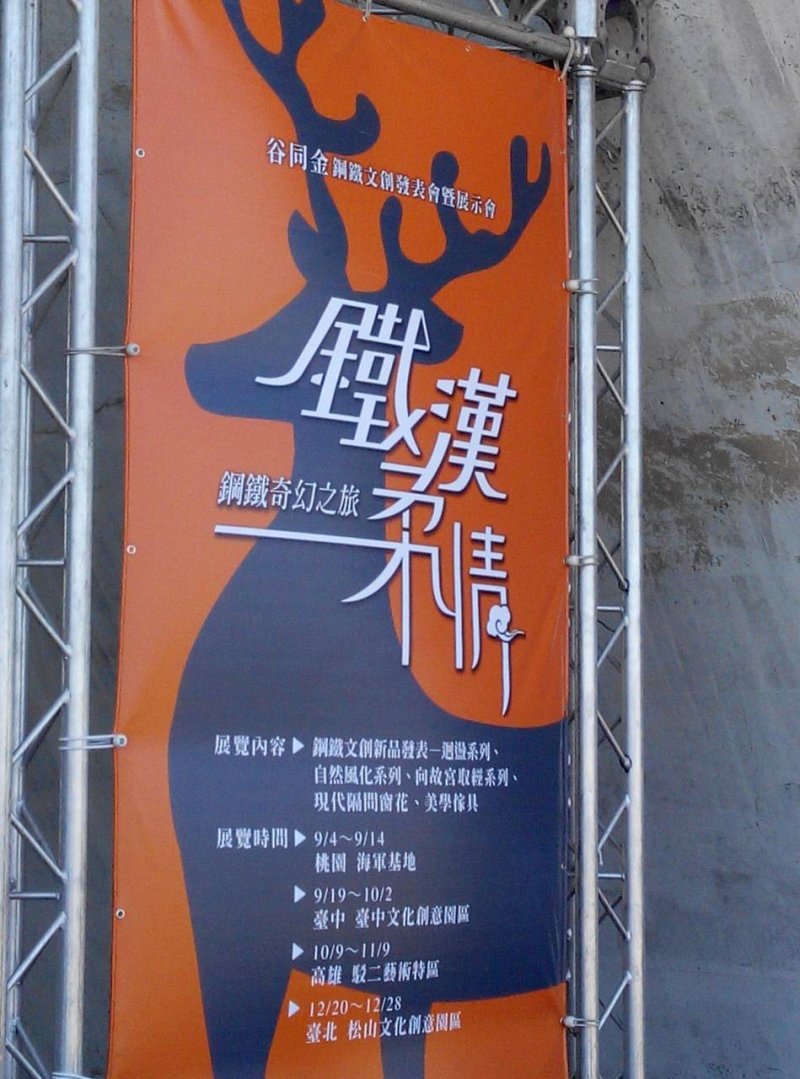 谷同金鋼鐵文創發表會暨展示會
鐵漢
柔情
鋼鐵奇幻之旅
展覽內容▶鋼鐵文創新品發表—迴盪系列、
自然風化系列、向故宮取經系列、
現代隔間窗花、美學傢具
展覽時間▶9/4～9/14
桃園 海軍基地
▶9/19～10/2
臺中 臺中文化創意園區
▶10/9～11/9
高雄 駁二藝術特區
▶12/20～12/28
臺北 松山文化創意園區